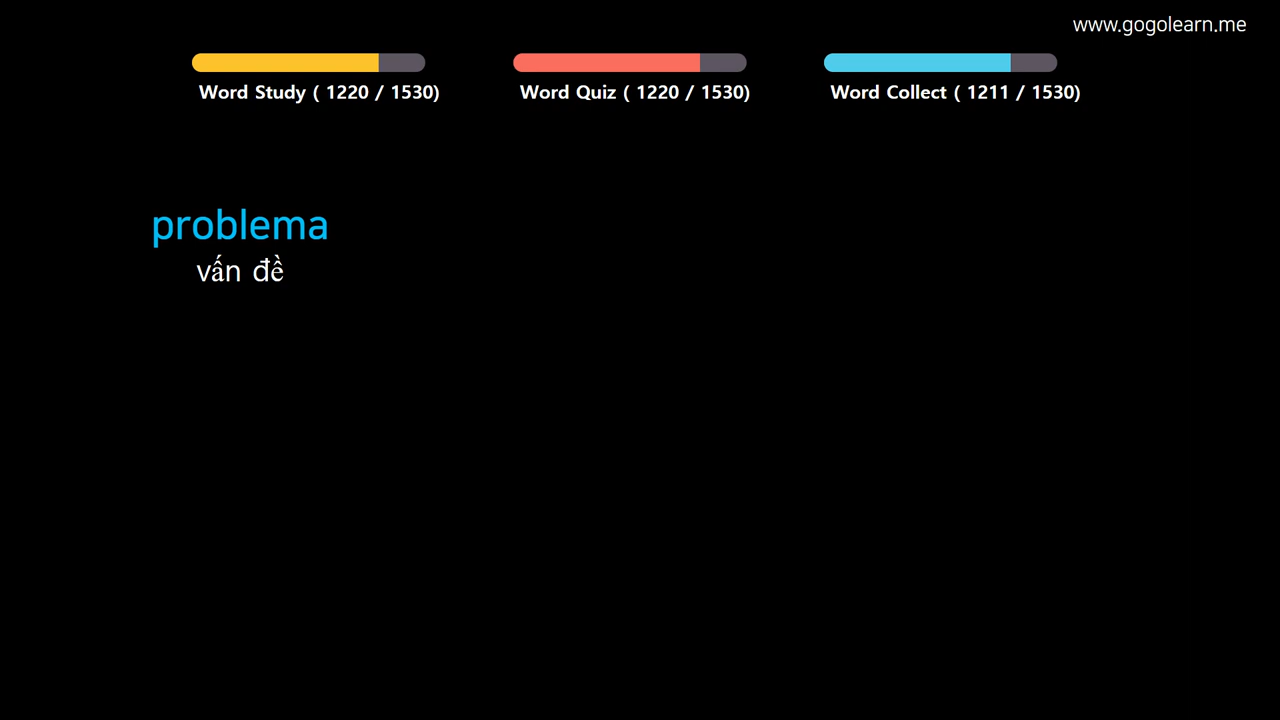 www.gogolearn.me
Word Study ( 1220 / 1530)
Word Quiz ( 1220 / 1530)
Word Collect ( 1211 / 1530)
problema
vấn đề